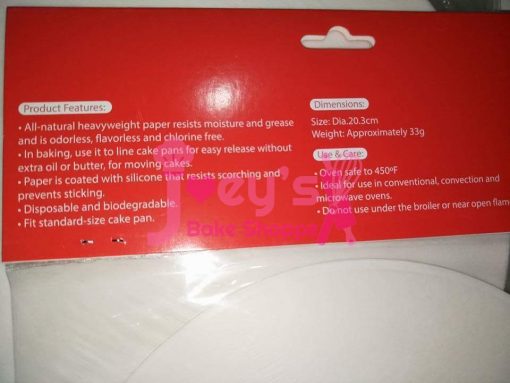 Product Features:
• All-natural heavyweight paper resists moisture and grease
and is odorless, flavorless and chlorine free.
• In baking, use it to line cake pans for easy release without
extra oil or butter, for moving cakes.
• Paper is coated with silicone that resists scorching and
prevents sticking.
• Disposable and biodegradable.
• Fit standard-size cake pan.
Dimensions:
Size: Dia.20.3cm
Weight: Approximately 33g
Use & Care:
• Oven safe to 450ºF
• Ideal for use in conventional, convection and
microwave ovens.
• Do not use under the broiler or near open flam
Joey's
Bake Shoppe